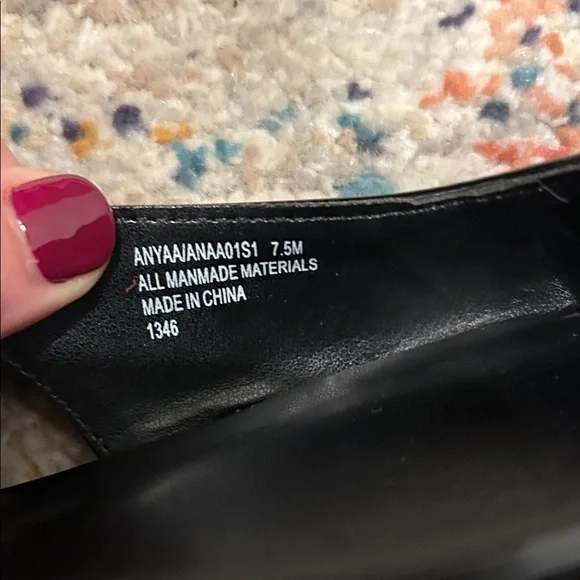 ANYAA/ANAA01S1 7.5M
ALL MANMADE MATERIALS
MADE IN CHINA
1346